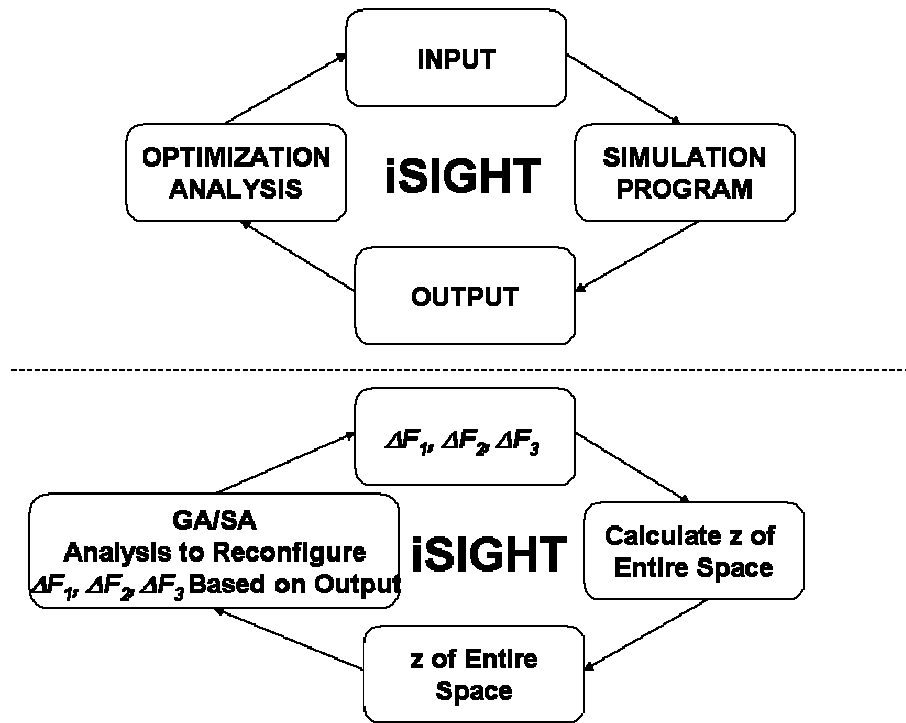 INPUT
OPTIMIZATION
ANALYSIS
iSIGHT
SIMULATION
PROGRAM
OUTPUT
ΔF1, ΔF2, ΔF3
GA/SA
Analysis to Reconfigure
ΔF1, ΔF2, ΔF3 Based on Output
iSIGHT
Calculate z of
Entire Space
z of Entire
Space